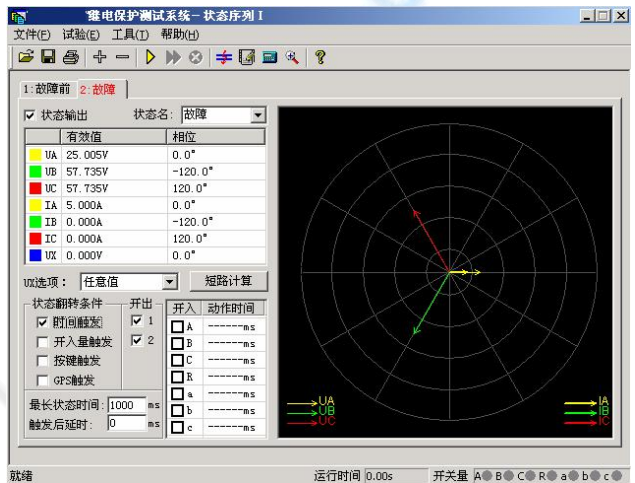 继电保护测试系统－状态序列 I
文件(F) 试验(E) 工具(T) 帮助(H)
1:故障前 2:故障
状态输出 状态名: 故障
有效值 相位
UA 25.005V 0.0°
UB 57.735V -120.0°
UC 57.735V 120.0°
IA 5.000A 0.0°
IB 0.000A -120.0°
IC 0.000A 120.0°
UX 0.000V 0.0°
UX选项: 任意值 短路计算
状态翻转条件 开出 开入 动作时间
时间触发 1 A ------ms
开入量触发 2 B ------ms
按键触发 C ------ms
GPS触发 R ------ms
a ------ms
最长状态时间: 1000 ms b ------ms
触发后延时: 0 ms c ------ms
UA IA
UB IB
UC IC
就绪 运行时间 0.00s 开关量 A B C R a b c